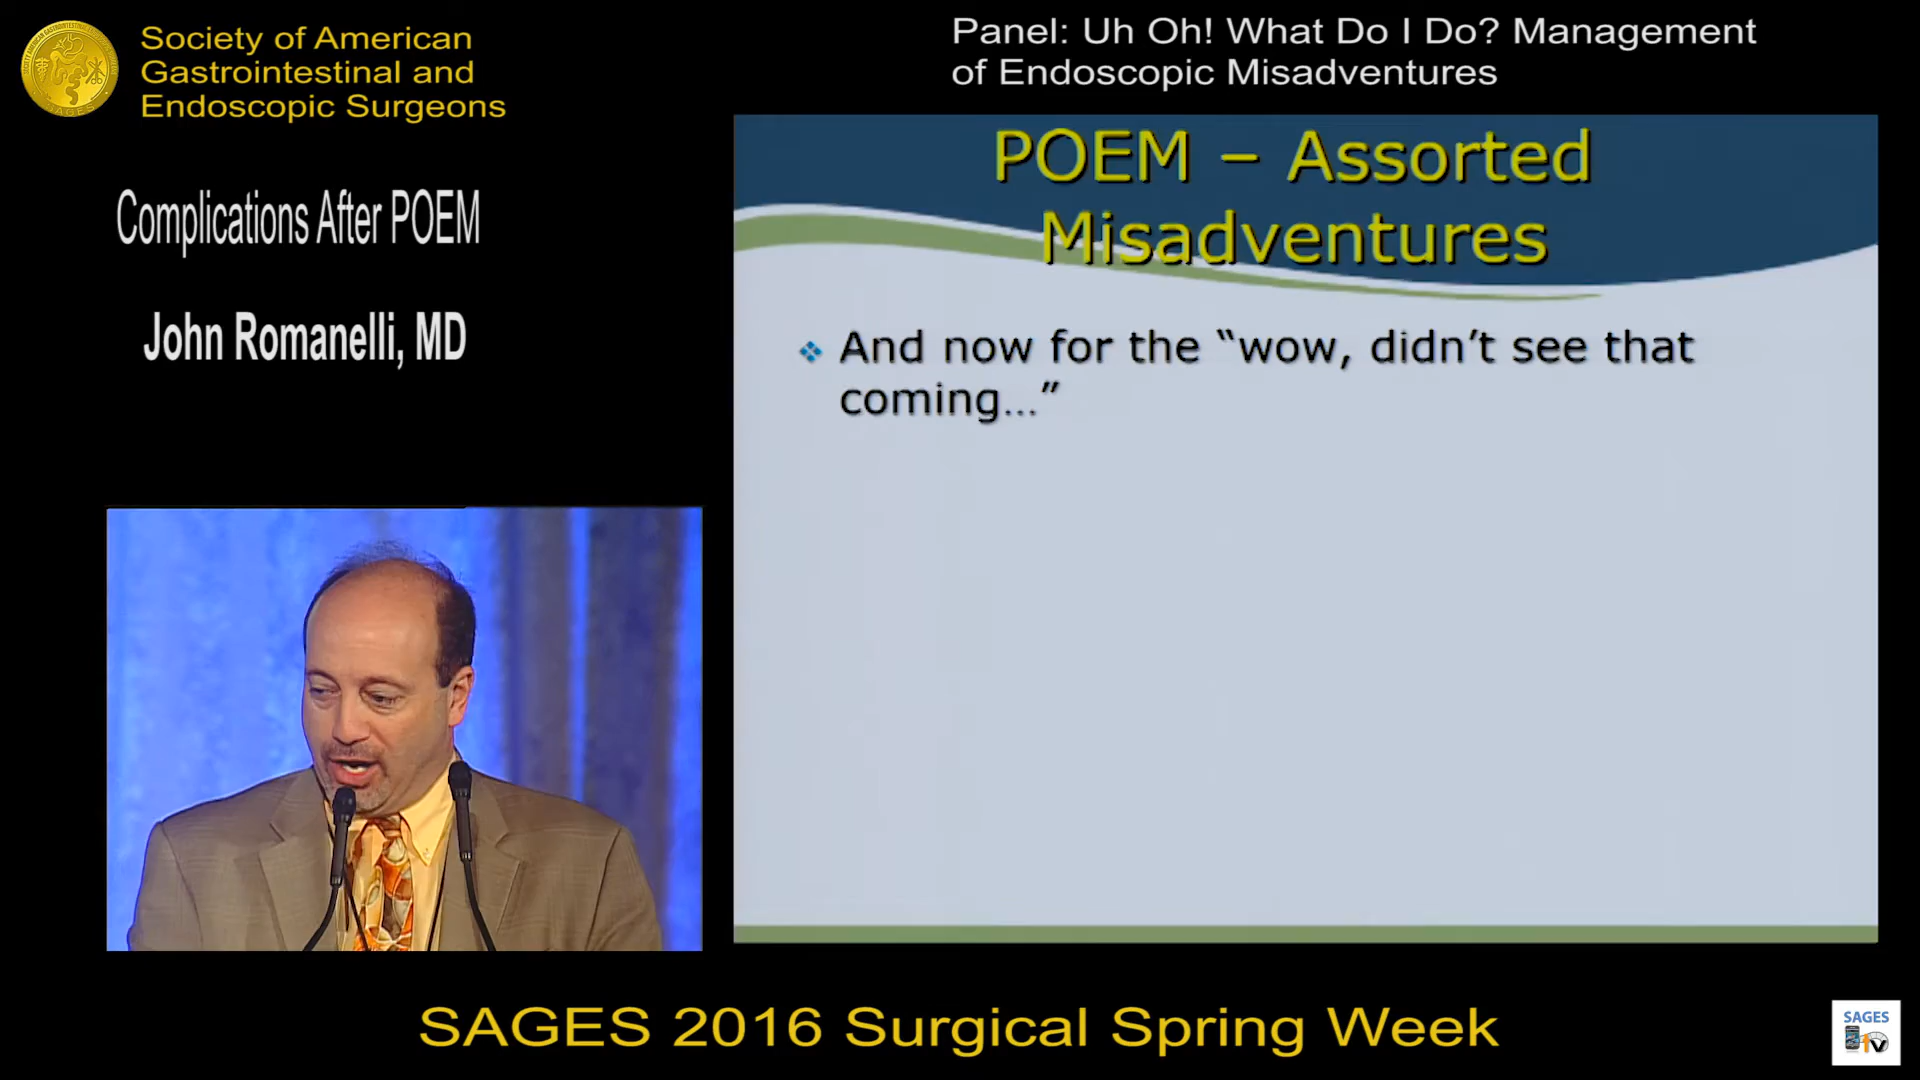 Society of American
Gastrointestinal and
Endoscopic Surgeons
Panel: Uh Oh! What Do I Do? Management
of Endoscopic Misadventures
Complications After POEM
John Romanelli, MD
POEM – Assorted
Misadventures
And now for the “wow, didn’t see that
coming…”
SAGES 2016 Surgical Spring Week
SAGES
TV